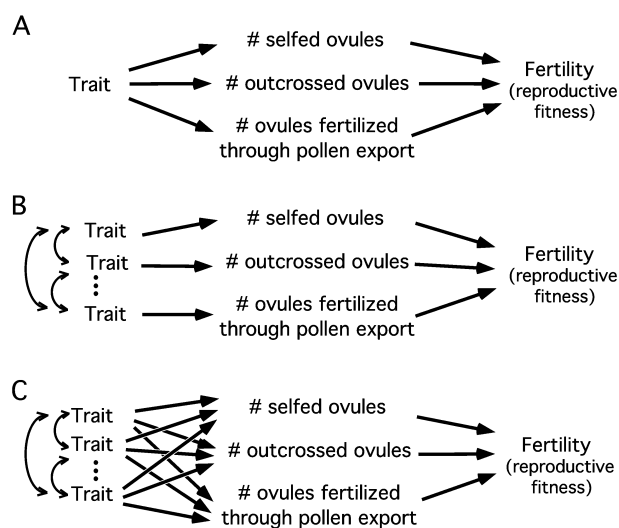 A
# selfed ovules
Trait
# outcrossed ovules
Fertility
(reproductive
fitness)
# ovules fertilized
through pollen export
B
Trait
# selfed ovules
Trait
# outcrossed ovules
Fertility
(reproductive
fitness)
Trait
# ovules fertilized
through pollen export
C
Trait
# selfed ovules
Trait
# outcrossed ovules
Fertility
(reproductive
fitness)
Trait
# ovules fertilized
through pollen export